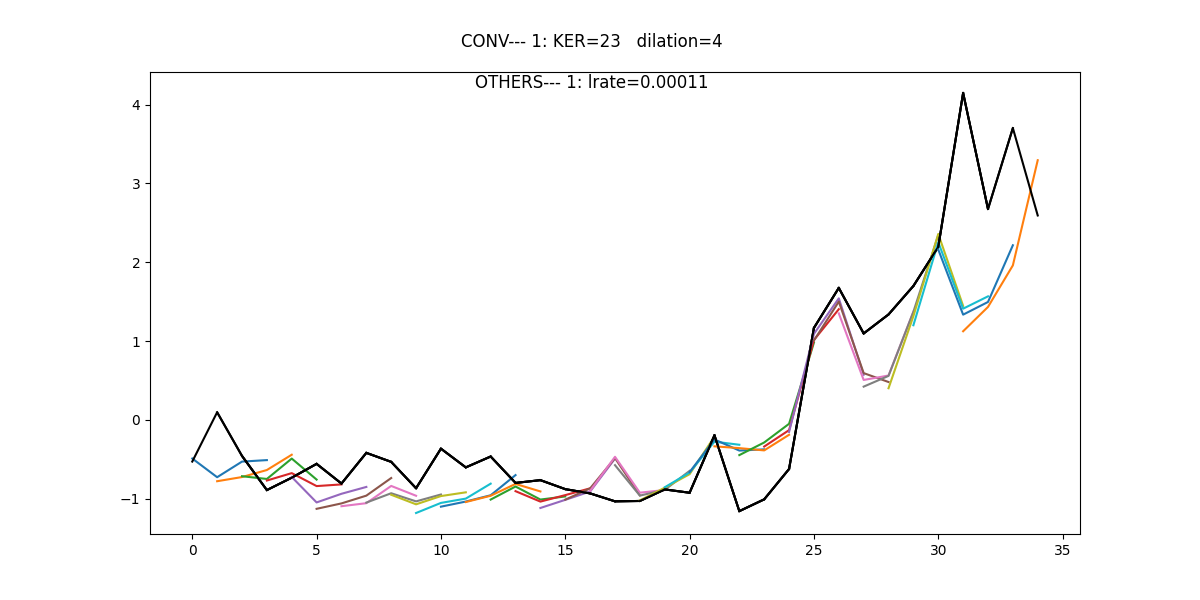 CONV--- 1: KER=23   dilation=4
OTHERS--- 1: lrate=0.00011
4
3
2
1
0
−1
0 5 10 15 20 25 30 35